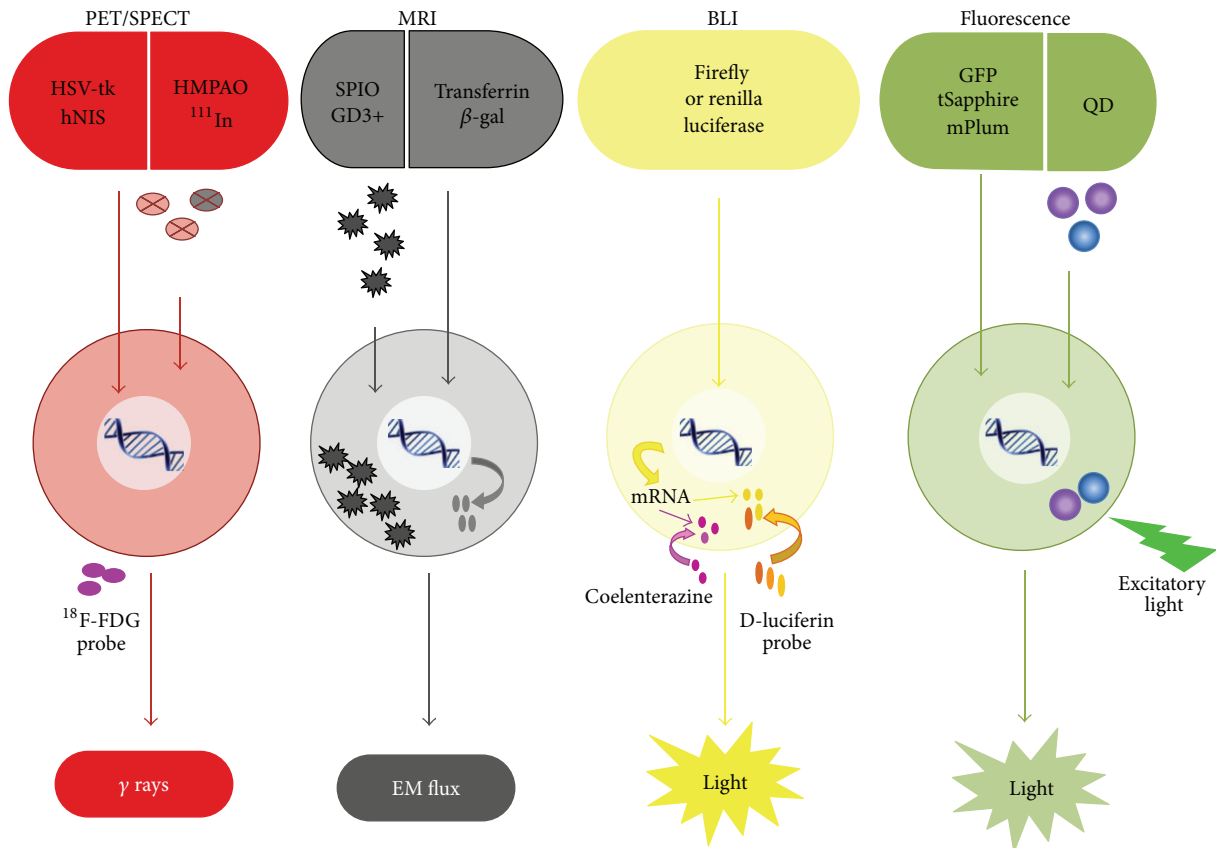 PET/SPECT
HSV-tk
hNIS
HMPAO
¹¹¹In
¹⁸F-FDG
probe
γ rays
MRI
SPIO
GD3+
Transferrin
β-gal
EM flux
BLI
Firefly
or renilla
luciferase
mRNA
Coelenterazine
D-luciferin
probe
Light
Fluorescence
GFP
tSapphire
mPlum
QD
Excitatory
light
Light